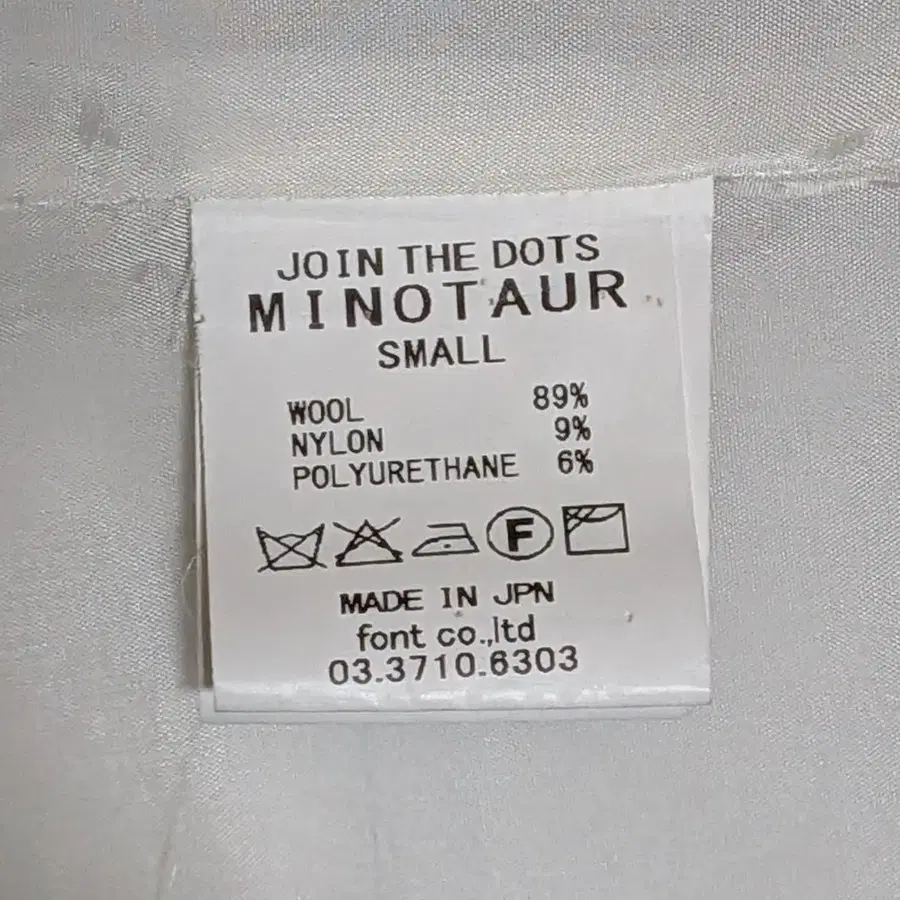 JOIN THE DOTS
MINOTAUR
SMALL
WOOL 89%
NYLON 9%
POLYURETHANE 6%
F
MADE IN JPN
font co.,ltd
03.3710.6303